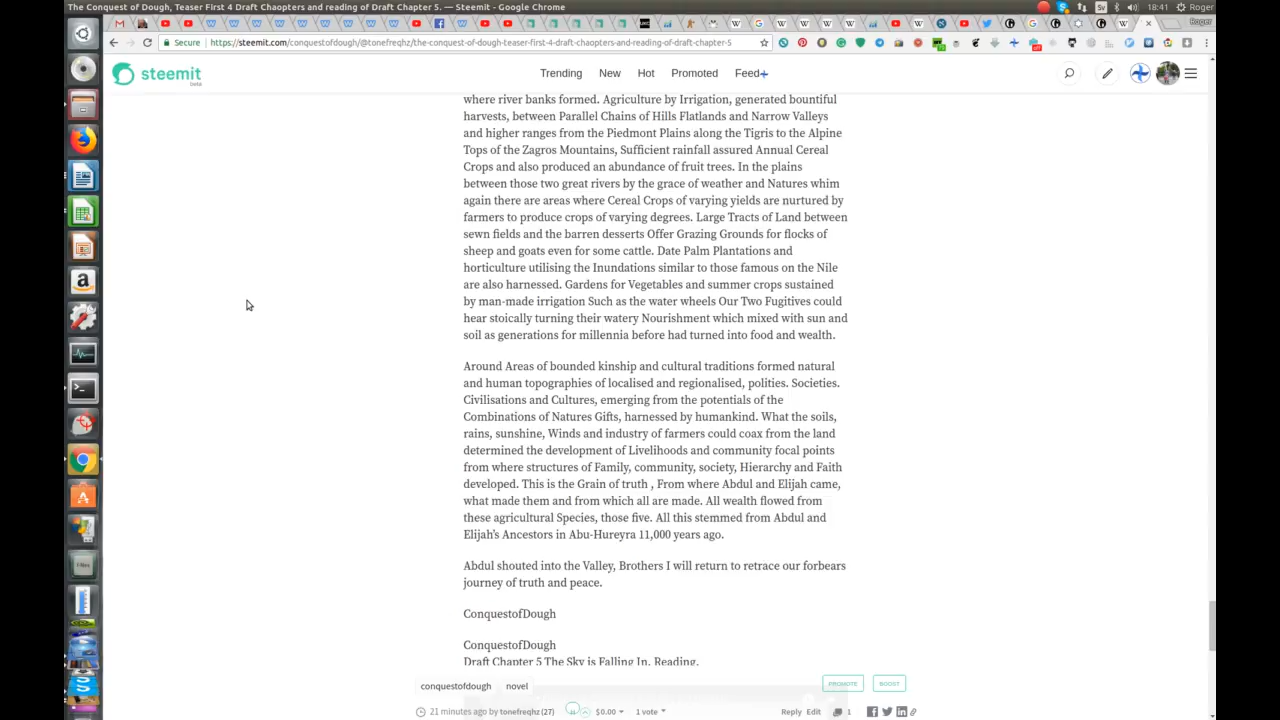 The Conquest of Dough, Teaser First 4 Draft Chaopters and reading of Draft Chapter 5. — Steemit - Google Chrome
Sv
18:41
Roger
Roger
Secure
https://steemit.com/conquestofdough/@tonefreqhz/the-conquest-of-dough-teaser-first-4-draft-chaopters-and-reading-of-draft-chapter-5
steemit
beta
Trending
New
Hot
Promoted
Feed
where river banks formed. Agriculture by Irrigation, generated bountiful
harvests, between Parallel Chains of Hills Flatlands and Narrow Valleys
and higher ranges from the Piedmont Plains along the Tigris to the Alpine
Tops of the Zagros Mountains, Sufficient rainfall assured Annual Cereal
Crops and also produced an abundance of fruit trees. In the plains
between those two great rivers by the grace of weather and Natures whim
again there are areas where Cereal Crops of varying yields are nurtured by
farmers to produce crops of varying degrees. Large Tracts of Land between
sewn fields and the barren desserts Offer Grazing Grounds for flocks of
sheep and goats even for some cattle. Date Palm Plantations and
horticulture utilising the Inundations similar to those famous on the Nile
are also harnessed. Gardens for Vegetables and summer crops sustained
by man-made irrigation Such as the water wheels Our Two Fugitives could
hear stoically turning their watery Nourishment which mixed with sun and
soil as generations for millennia before had turned into food and wealth.
Around Areas of bounded kinship and cultural traditions formed natural
and human topographies of localised and regionalised, polities. Societies.
Civilisations and Cultures, emerging from the potentials of the
Combinations of Natures Gifts, harnessed by humankind. What the soils,
rains, sunshine, Winds and industry of farmers could coax from the land
determined the development of Livelihoods and community focal points
from where structures of Family, community, society, Hierarchy and Faith
developed. This is the Grain of truth , From where Abdul and Elijah came,
what made them and from which all are made. All wealth flowed from
these agricultural Species, those five. All this stemmed from Abdul and
Elijah's Ancestors in Abu-Hureyra 11,000 years ago.
Abdul shouted into the Valley, Brothers I will return to retrace our forbears
journey of truth and peace.
ConquestofDough
ConquestofDough
Draft Chapter 5 The Sky is Falling In. Reading.
conquestofdough
novel
PROMOTE
BOOST
21 minutes ago by tonefreqhz (27)
$0.00
1 vote
Reply
Edit
1